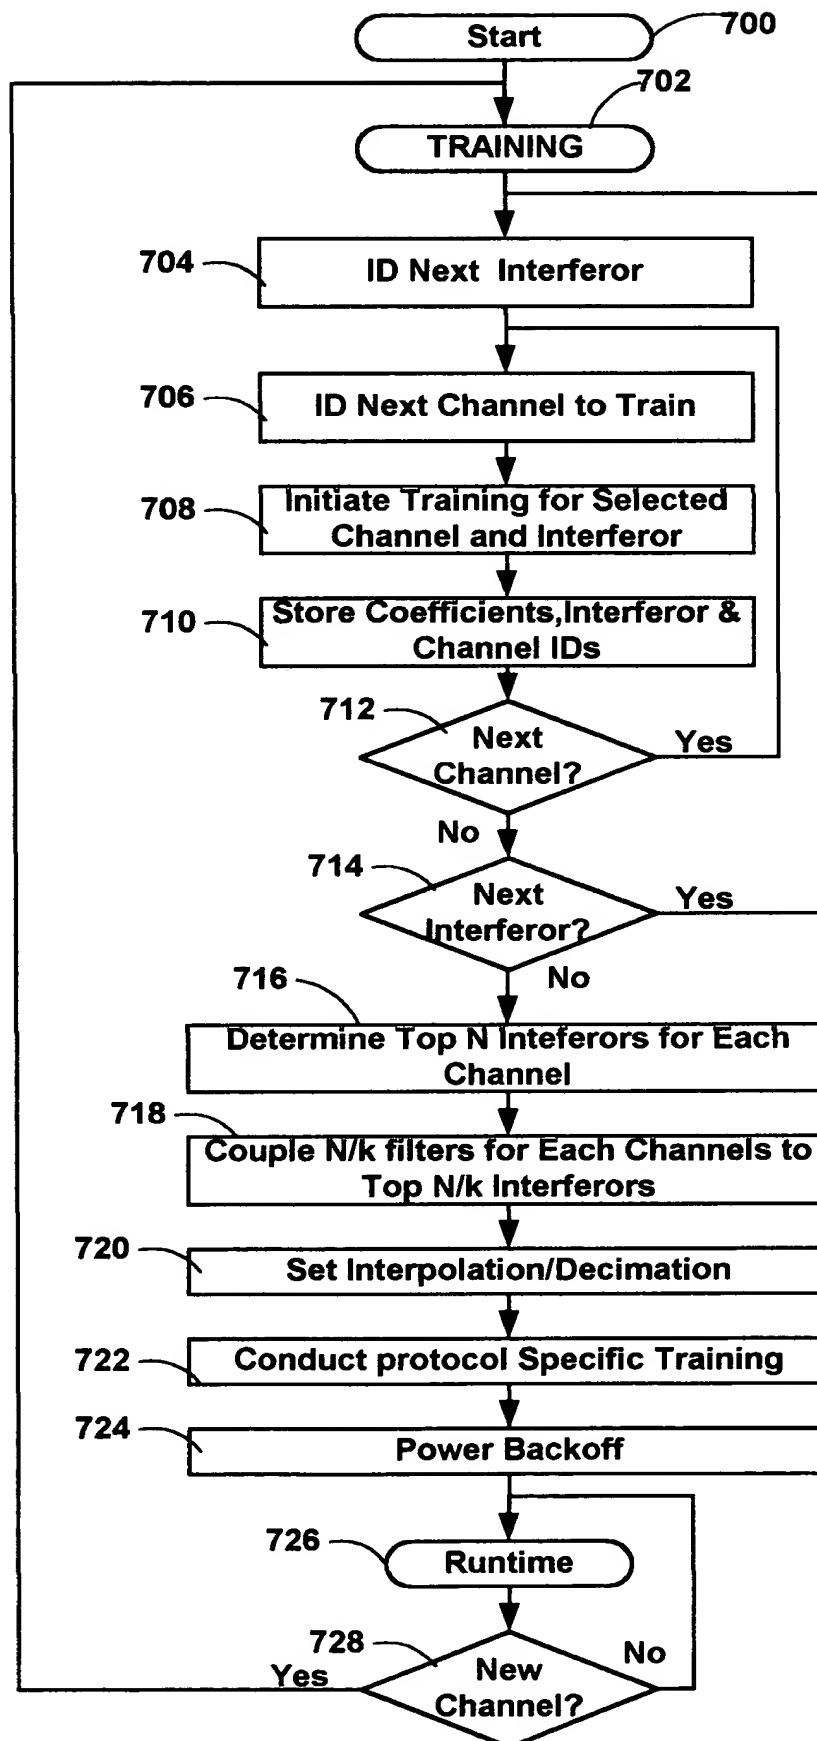 Start
700
702
TRAINING
704
ID Next Interferor
706
ID Next Channel to Train
708
Initiate Training for Selected
Channel and Interferor
710
Store Coefficients,Interferor &
Channel IDs
712
Next
Channel?
Yes
No
714
Next
Interferor?
Yes
No
716
Determine Top N Inteferors for Each
Channel
718
Couple N/k filters for Each Channels to
Top N/k Interferors
720
Set Interpolation/Decimation
722
Conduct protocol Specific Training
724
Power Backoff
726
Runtime
728
New
Channel?
Yes
No